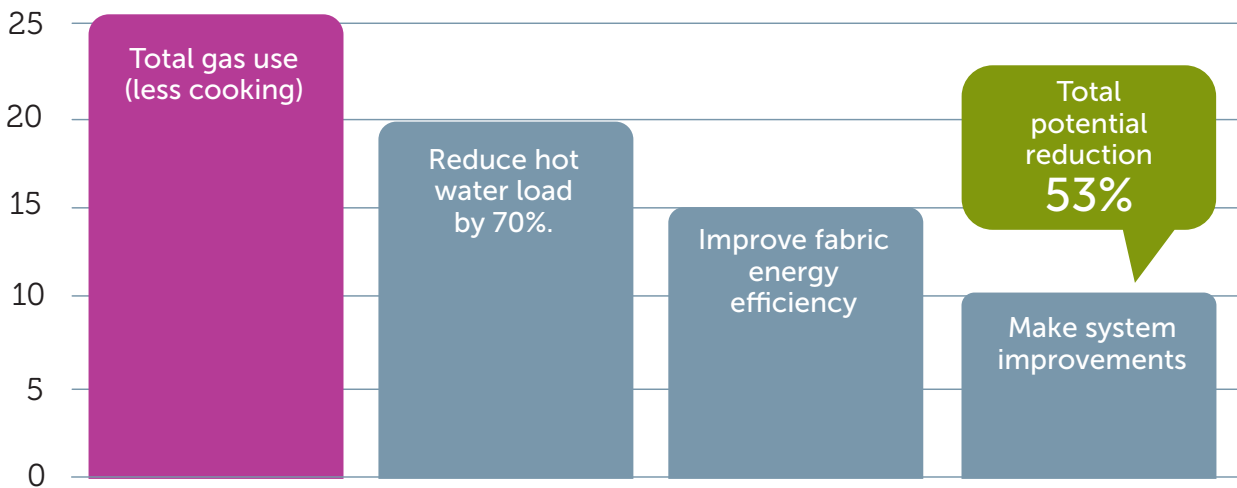 25
20
15
10
5
0
Total gas use
(less cooking)
Reduce hot
water load
by 70%.
Improve fabric
energy
efficiency
Total
potential
reduction
53%
Make system
improvements